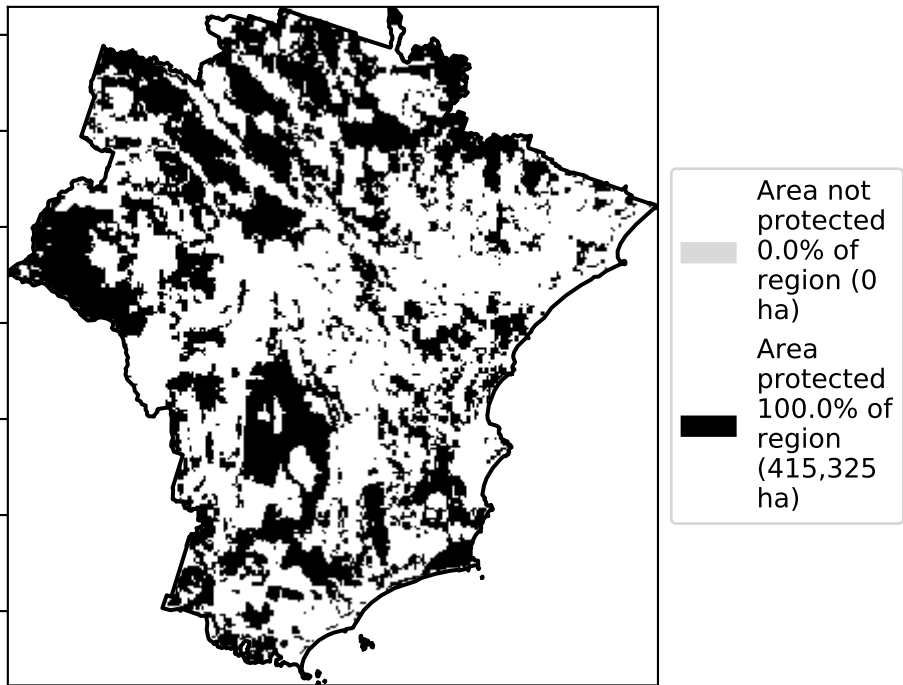 Area not
protected
0.0% of
region (0
ha)
Area
protected
100.0% of
region
(415,325
ha)